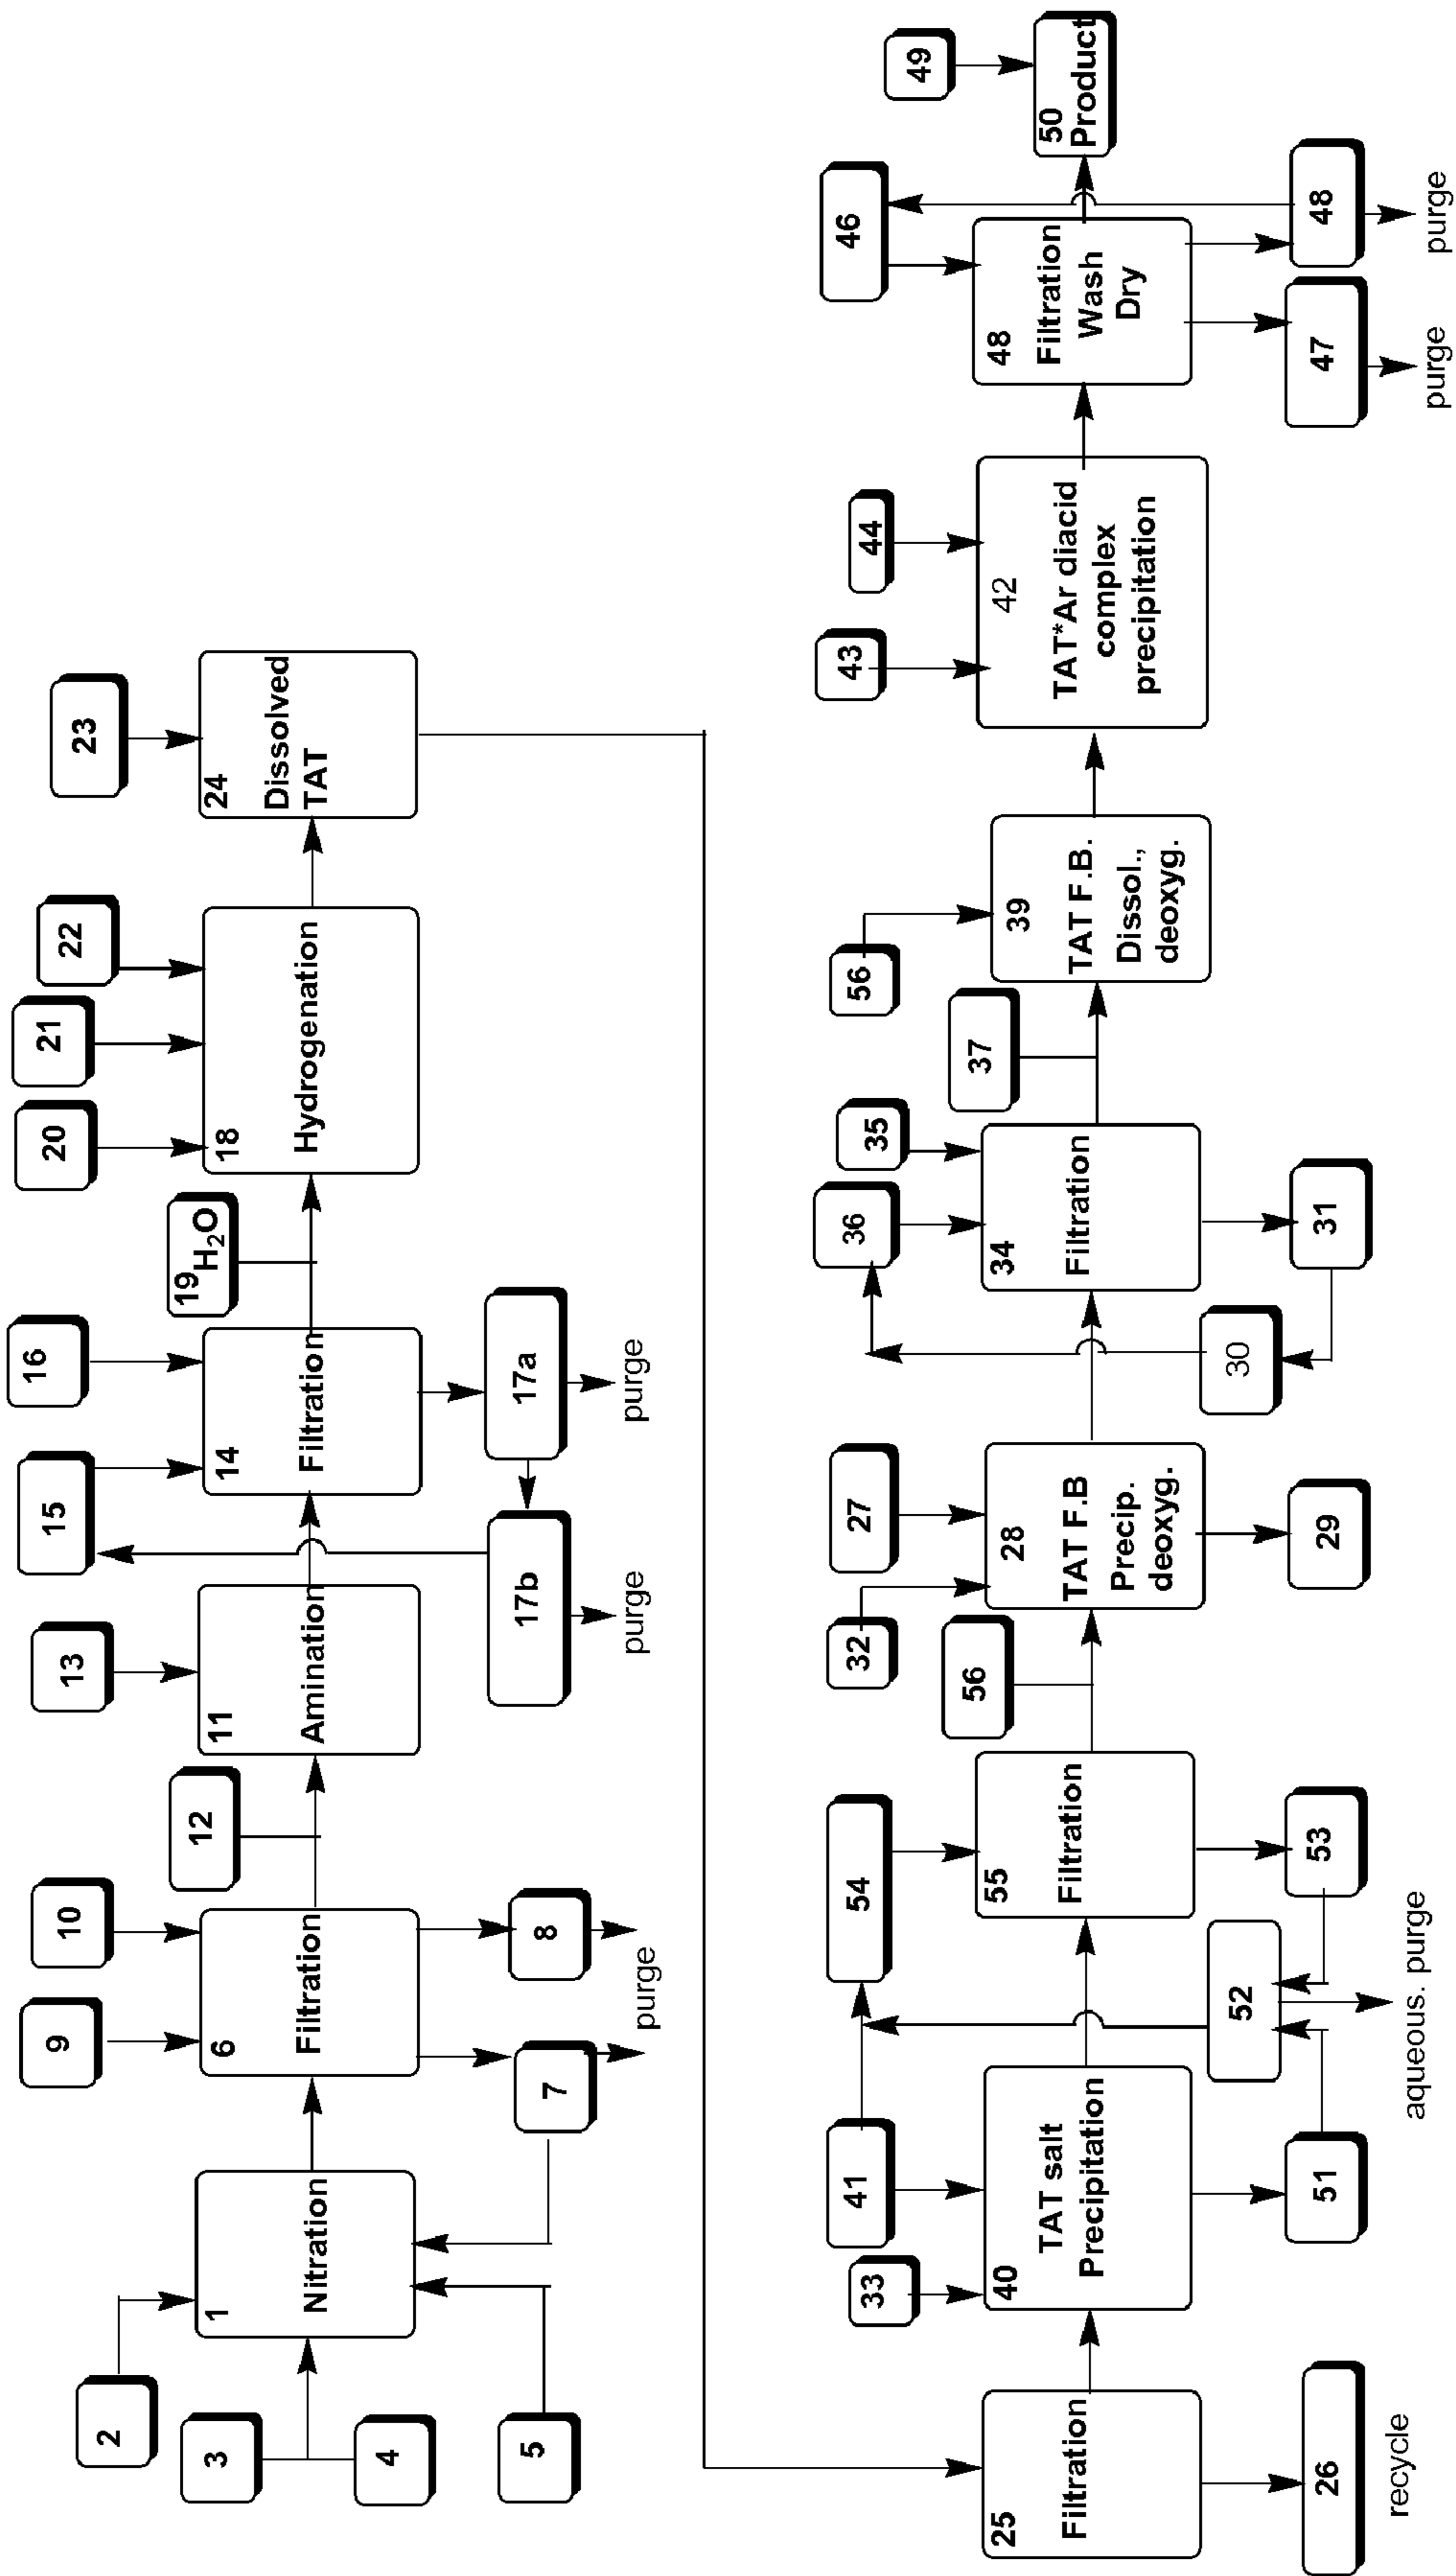 2
3
4
5
1
Nitration
7
purge
8
9
10
6
Filtration
12
13
11
Amination
15
16
14
Filtration
17a
purge
17b
purge
19 H₂O
20
21
22
18
Hydrogenation
23
24
Dissolved
TAT
25
Filtration
26
recycle
33
41
40
TAT salt
Precipitation
51
52
aqueous. purge
53
54
55
Filtration
56
32
27
28
TAT F.B
Precip.
deoxyg.
29
30
31
36
35
34
Filtration
37
56
39
TAT F.B.
Dissol.,
deoxyg.
43
44
42
TAT*Ar diacid
complex
precipitation
46
48
Filtration
Wash
Dry
47
purge
48
purge
49
50
Product